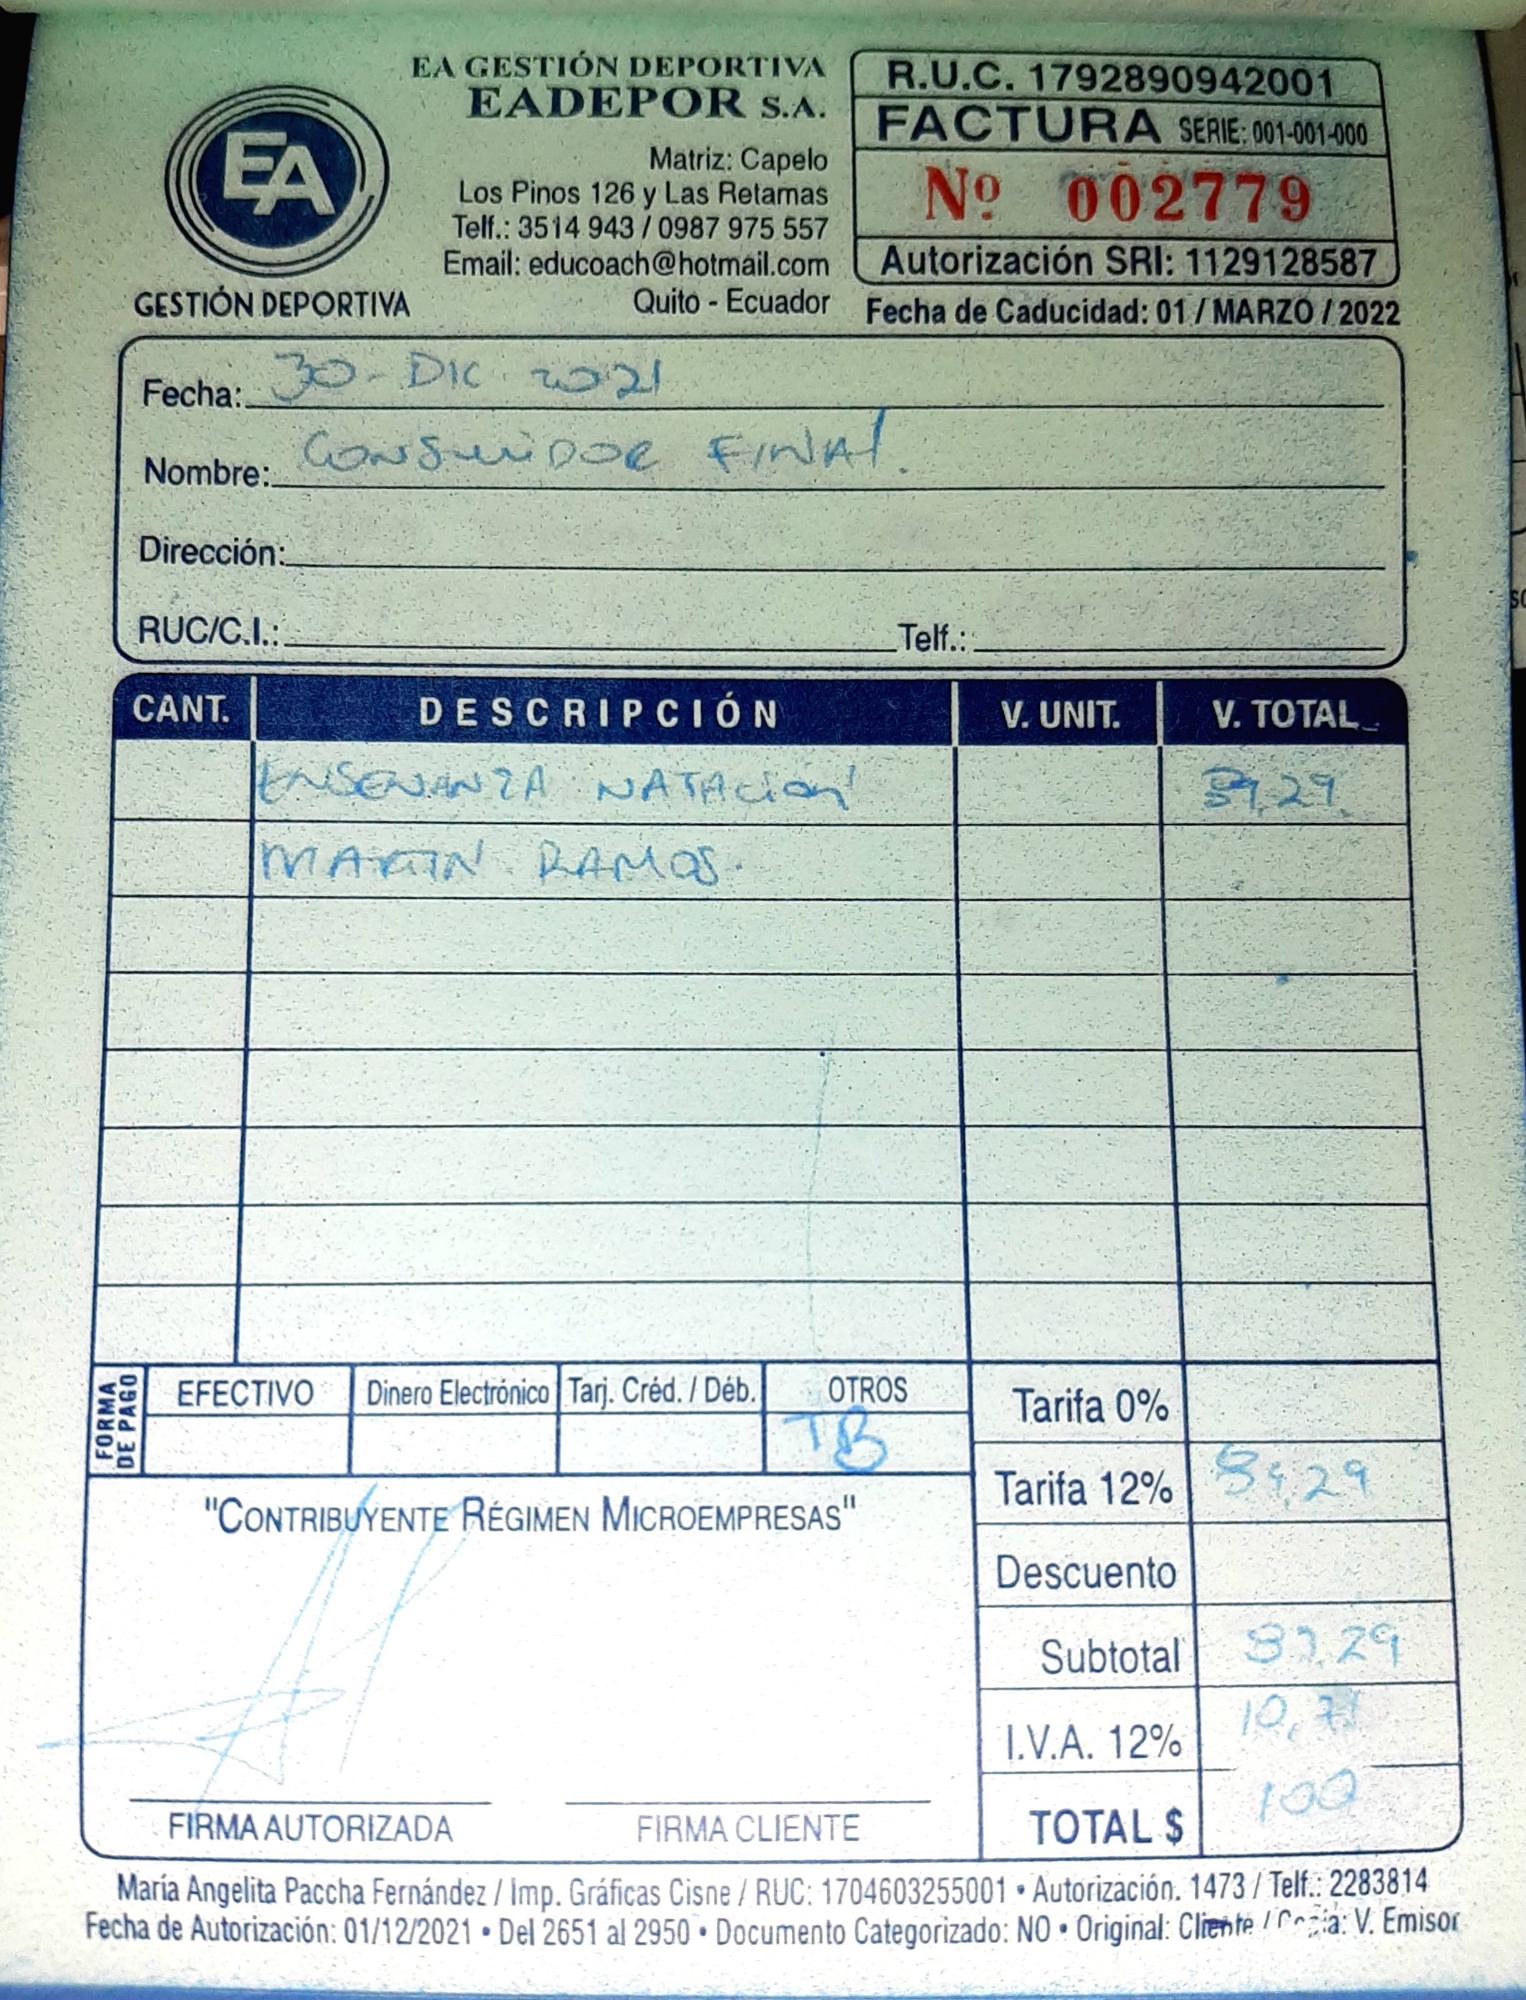 EA GESTIÓN DEPORTIVA
EADEPOR S.A.
Matriz: Capelo
Los Pinos 126 y Las Retamas
Telf.: 3514 943 / 0987 975 557
Email: educoach@hotmail.com
Quito - Ecuador
EA
GESTIÓN DEPORTIVA
R.U.C. 1792890942001
FACTURA SERIE: 001-001-000
Nº 002779
Autorización SRI: 1129128587
Fecha de Caducidad: 01 / MARZO / 2022
Fecha: 30 - DIC - 2021
Nombre: CONSUMIDOR FINAL.
Dirección:
RUC/C.I.: Telf.:
CANT. DESCRIPCIÓN V. UNIT. V. TOTAL
ENSENANZA NATACIÓN 89,29
MARTIN RAMOS.
FORMA DE PAGO
EFECTIVO Dinero Electrónico Tarj. Créd. / Déb. OTROS
TB
Tarifa 0%
Tarifa 12% 89,29
Descuento
Subtotal 89,29
I.V.A. 12% 10,71
TOTAL $ 100
"CONTRIBUYENTE RÉGIMEN MICROEMPRESAS"
FIRMA AUTORIZADA FIRMA CLIENTE
María Angelita Paccha Fernández / Imp. Gráficas Cisne / RUC: 1704603255001 • Autorización. 1473 / Telf.: 2283814
Fecha de Autorización: 01/12/2021 • Del 2651 al 2950 • Documento Categorizado: NO • Original: Cliente / Copia: V. Emisor